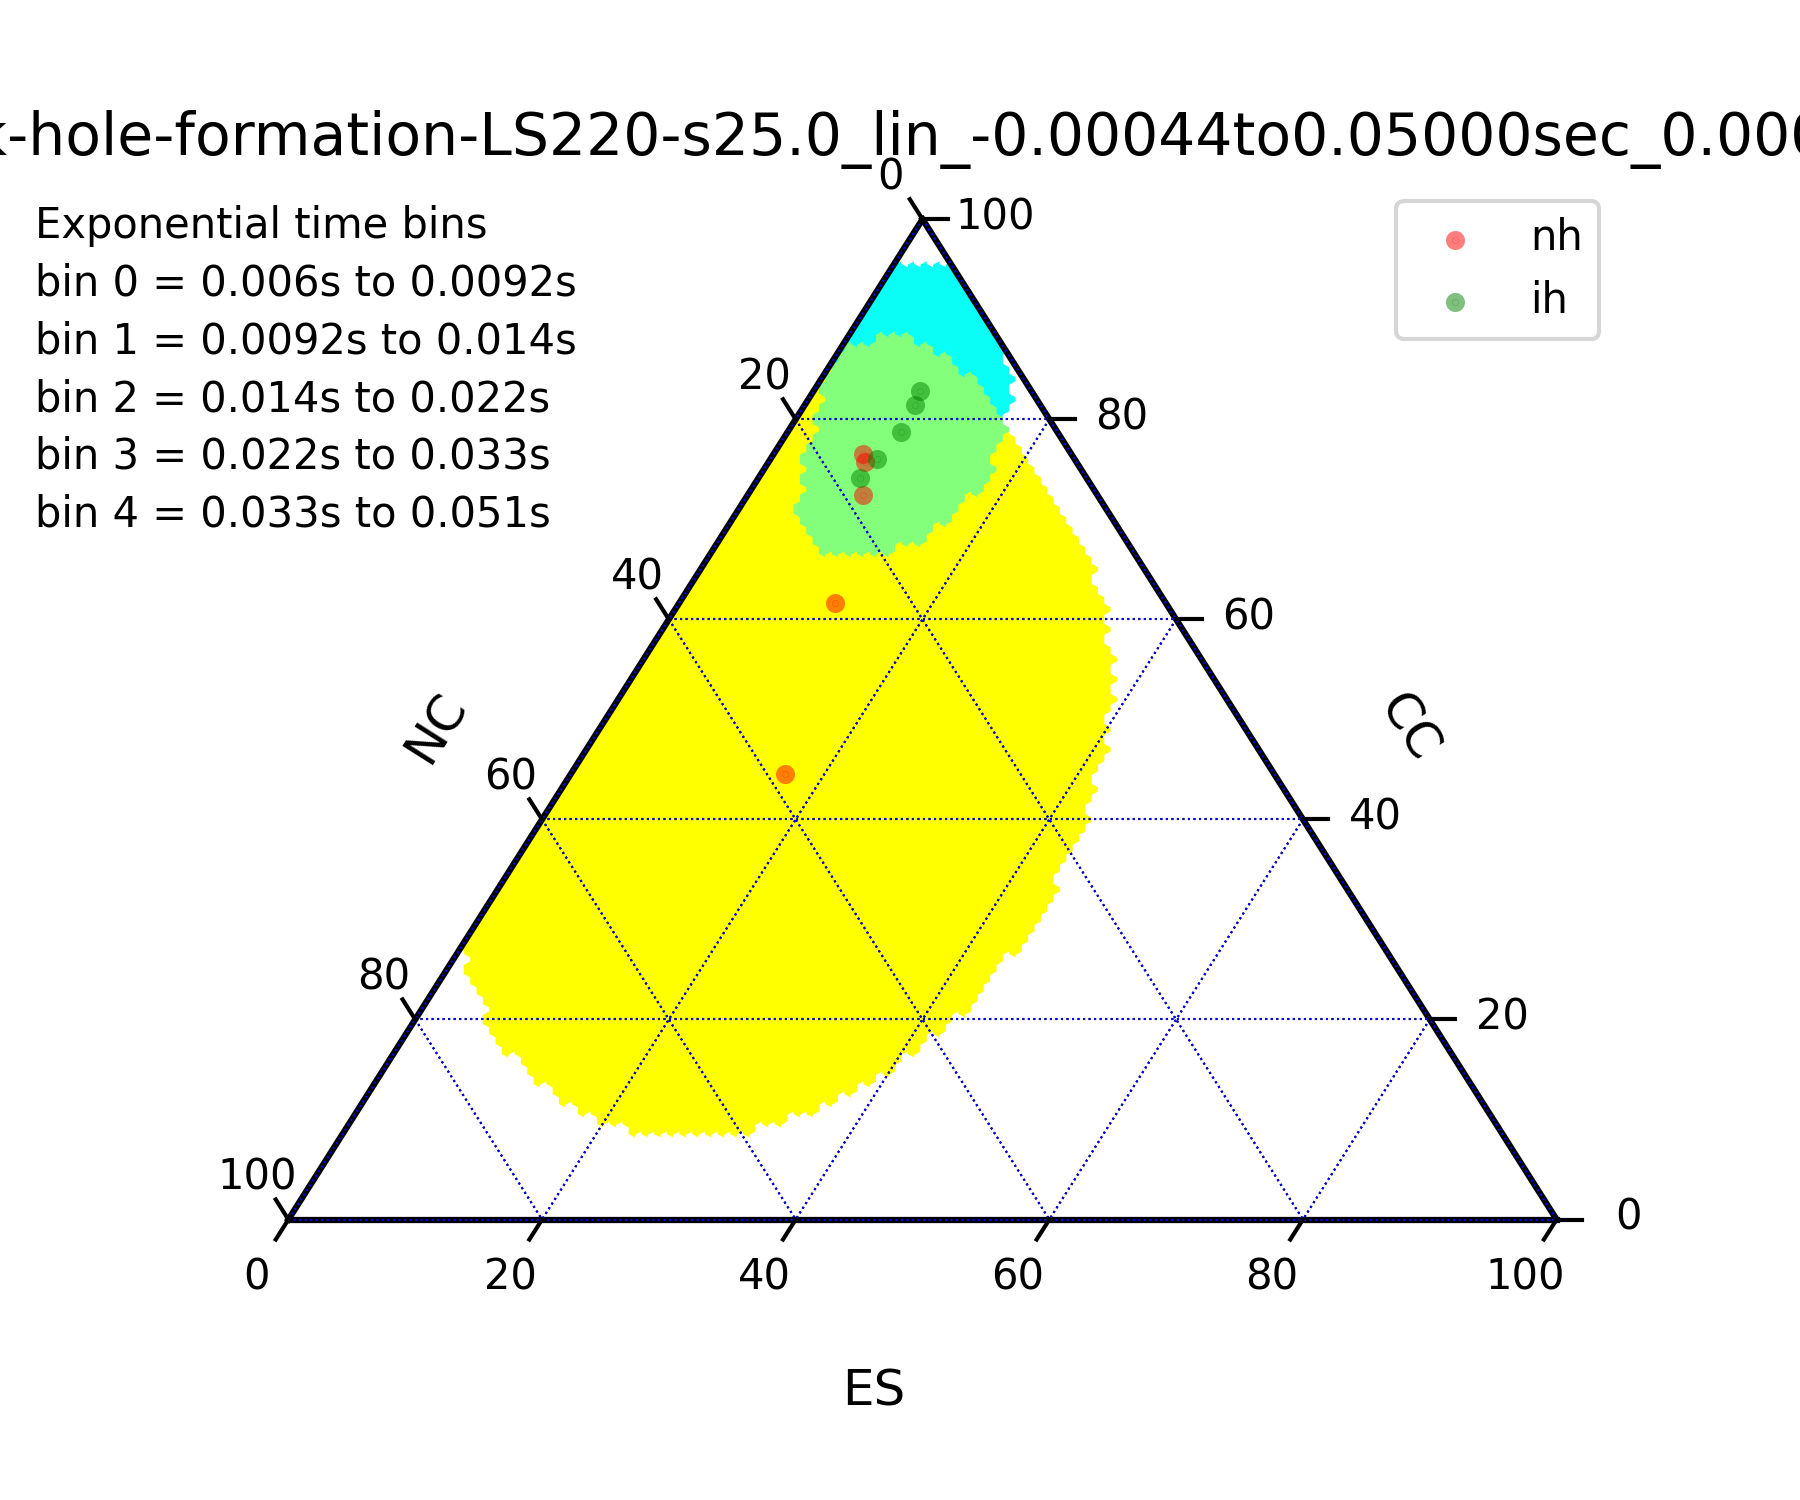 k-hole-formation-LS220-s25.0_lin_-0.00044to0.05000sec_0.000
Exponential time bins
bin 0 = 0.006s to 0.0092s
bin 1 = 0.0092s to 0.014s
bin 2 = 0.014s to 0.022s
bin 3 = 0.022s to 0.033s
bin 4 = 0.033s to 0.051s
nh
ih
0
100
20
80
40
60
NC
CC
60
40
80
20
100
0
0
20
40
60
80
100
ES